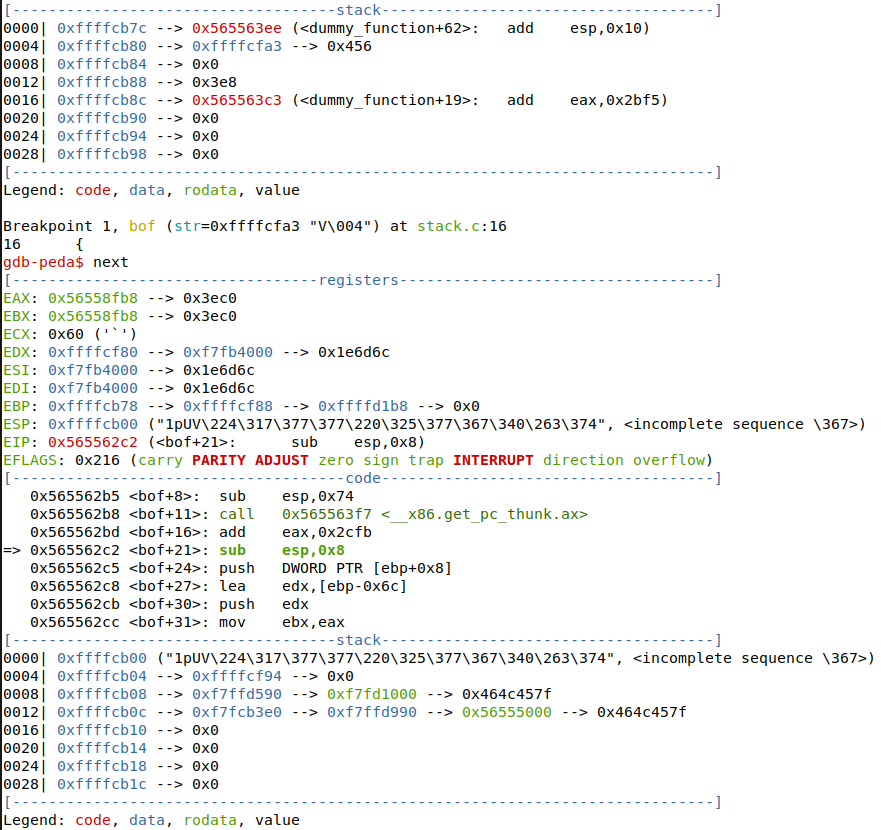 [------------------------------------stack-------------------------------------]
0000| 0xffffcb7c --> 0x565563ee (<dummy_function+62>:   add    esp,0x10)
0004| 0xffffcb80 --> 0xffffcfa3 --> 0x456
0008| 0xffffcb84 --> 0x0
0012| 0xffffcb88 --> 0x3e8
0016| 0xffffcb8c --> 0x565563c3 (<dummy_function+19>:   add    eax,0x2bf5)
0020| 0xffffcb90 --> 0x0
0024| 0xffffcb94 --> 0x0
0028| 0xffffcb98 --> 0x0
[------------------------------------------------------------------------------]
Legend: code, data, rodata, value

Breakpoint 1, bof (str=0xffffcfa3 "V\004") at stack.c:16
16      {
gdb-peda$ next
[----------------------------------registers-----------------------------------]
EAX: 0x56558fb8 --> 0x3ec0
EBX: 0x56558fb8 --> 0x3ec0
ECX: 0x60 ('`')
EDX: 0xffffcf80 --> 0xf7fb4000 --> 0x1e6d6c
ESI: 0xf7fb4000 --> 0x1e6d6c
EDI: 0xf7fb4000 --> 0x1e6d6c
EBP: 0xffffcb78 --> 0xffffcf88 --> 0xffffd1b8 --> 0x0
ESP: 0xffffcb00 ("1pUV\224\317\377\377\220\325\377\367\340\263\374", <incomplete sequence \367>)
EIP: 0x565562c2 (<bof+21>:      sub    esp,0x8)
EFLAGS: 0x216 (carry PARITY ADJUST zero sign trap INTERRUPT direction overflow)
[-------------------------------------code-------------------------------------]
   0x565562b5 <bof+8>:  sub    esp,0x74
   0x565562b8 <bof+11>: call   0x565563f7 <__x86.get_pc_thunk.ax>
   0x565562bd <bof+16>: add    eax,0x2cfb
=> 0x565562c2 <bof+21>: sub    esp,0x8
   0x565562c5 <bof+24>: push   DWORD PTR [ebp+0x8]
   0x565562c8 <bof+27>: lea    edx,[ebp-0x6c]
   0x565562cb <bof+30>: push   edx
   0x565562cc <bof+31>: mov    ebx,eax
[------------------------------------stack-------------------------------------]
0000| 0xffffcb00 ("1pUV\224\317\377\377\220\325\377\367\340\263\374", <incomplete sequence \367>)
0004| 0xffffcb04 --> 0xffffcf94 --> 0x0
0008| 0xffffcb08 --> 0xf7ffd590 --> 0xf7fd1000 --> 0x464c457f
0012| 0xffffcb0c --> 0xf7fcb3e0 --> 0xf7ffd990 --> 0x56555000 --> 0x464c457f
0016| 0xffffcb10 --> 0x0
0020| 0xffffcb14 --> 0x0
0024| 0xffffcb18 --> 0x0
0028| 0xffffcb1c --> 0x0
[------------------------------------------------------------------------------]
Legend: code, data, rodata, value